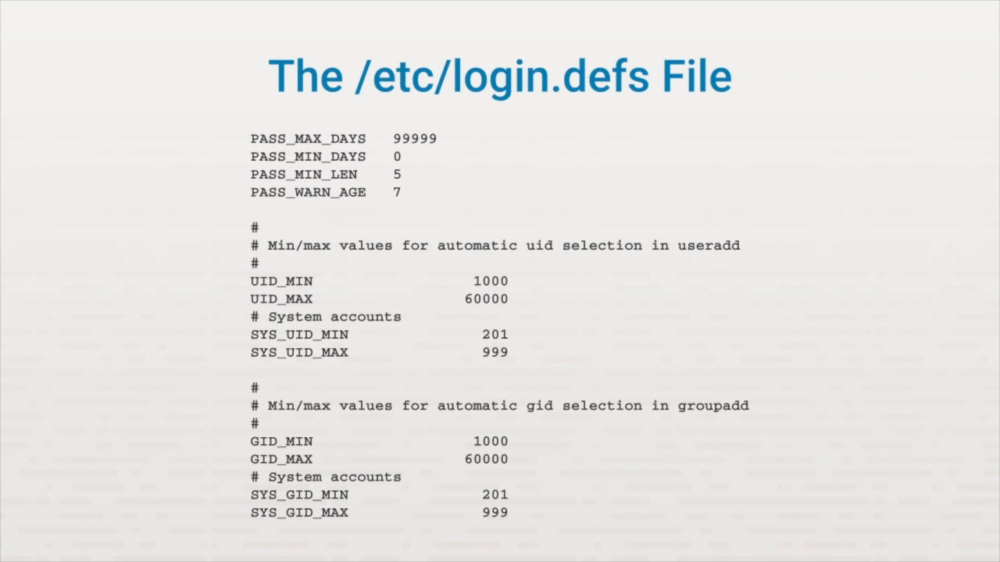 The /etc/login.defs File
PASS_MAX_DAYS   99999
PASS_MIN_DAYS   0
PASS_MIN_LEN    5
PASS_WARN_AGE   7
#
# Min/max values for automatic uid selection in useradd
#
UID_MIN                  1000
UID_MAX                 60000
# System accounts
SYS_UID_MIN               201
SYS_UID_MAX               999
#
# Min/max values for automatic gid selection in groupadd
#
GID_MIN                  1000
GID_MAX                 60000
# System accounts
SYS_GID_MIN               201
SYS_GID_MAX               999